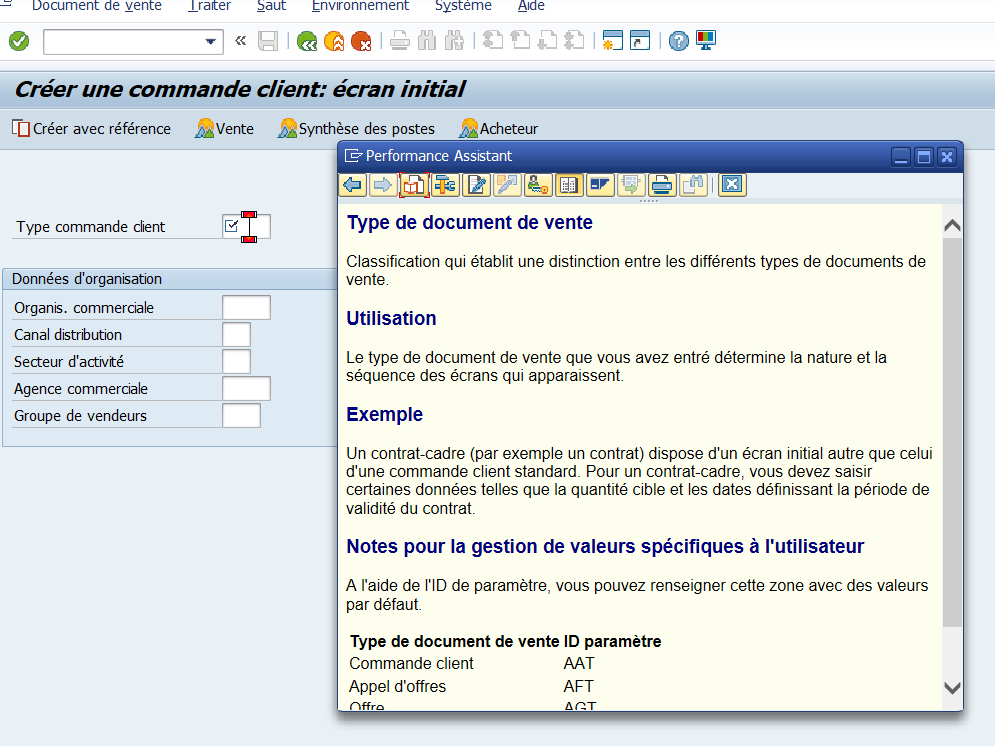 Document de vente Traiter Saut Environnement Système Aide
Créer une commande client: écran initial
Créer avec référence Vente Synthèse des postes Acheteur
Performance Assistant
Type commande client
Données d'organisation
Organis. commerciale
Canal distribution
Secteur d'activité
Agence commerciale
Groupe de vendeurs
Type de document de vente
Classification qui établit une distinction entre les différents types de documents de
vente.
Utilisation
Le type de document de vente que vous avez entré détermine la nature et la
séquence des écrans qui apparaissent.
Exemple
Un contrat-cadre (par exemple un contrat) dispose d'un écran initial autre que celui
d'une commande client standard. Pour un contrat-cadre, vous devez saisir
certaines données telles que la quantité cible et les dates définissant la période de
validité du contrat.
Notes pour la gestion de valeurs spécifiques à l'utilisateur
A l'aide de l'ID de paramètre, vous pouvez renseigner cette zone avec des valeurs
par défaut.
Type de document de vente ID paramètre
Commande client AAT
Appel d'offres AFT
Offre AGT